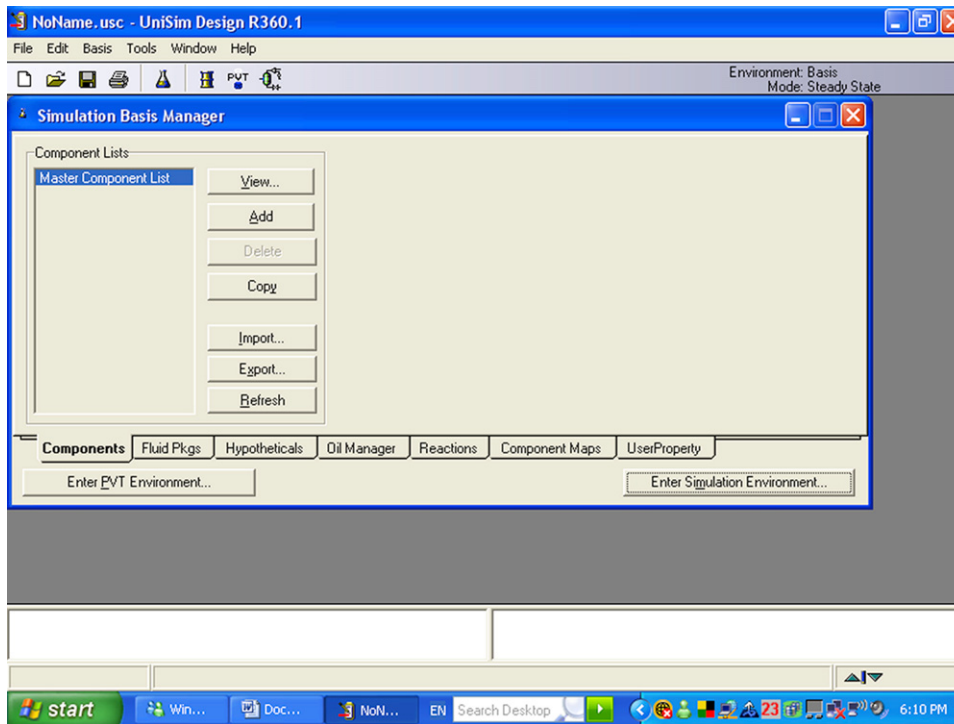 NoName.usc - UniSim Design R360.1
File Edit Basis Tools Window Help
PVT
Environment: Basis
Mode: Steady State
Simulation Basis Manager
Component Lists
Master Component List
View...
Add
Delete
Copy
Import...
Export...
Refresh
Components Fluid Pkgs Hypotheticals Oil Manager Reactions Component Maps UserProperty
Enter PVT Environment... Enter Simulation Environment...
start Win... Doc... NoN... EN Search Desktop 23 6:10 PM